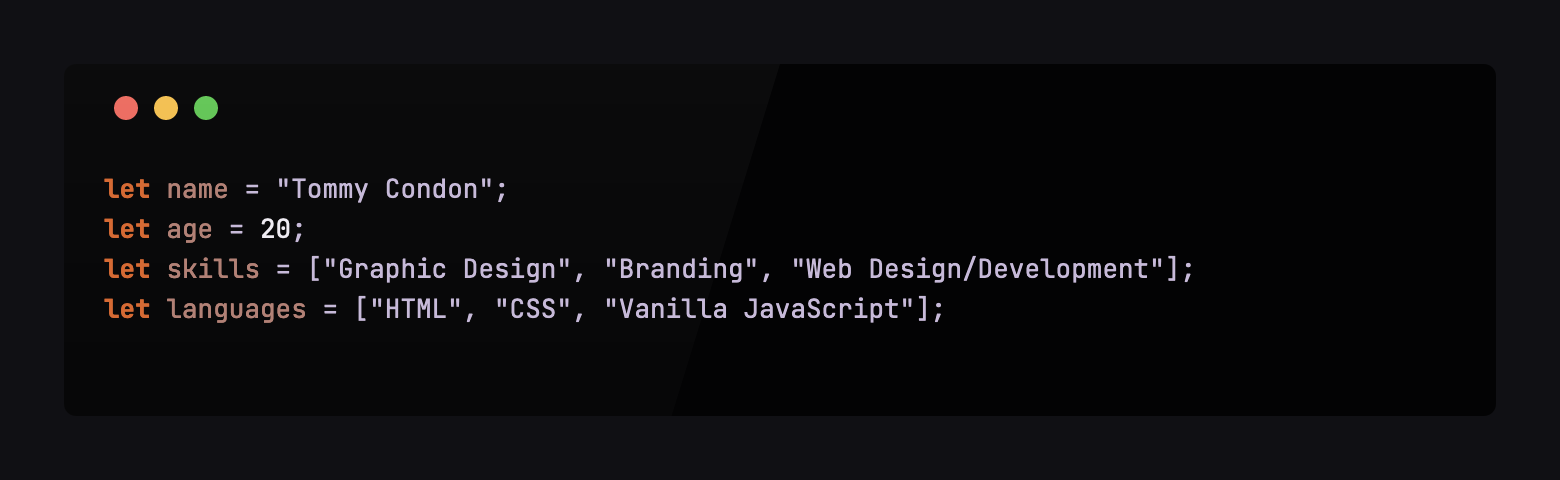 let name = "Tommy Condon";
let age = 20;
let skills = ["Graphic Design", "Branding", "Web Design/Development"];
let languages = ["HTML", "CSS", "Vanilla JavaScript"];